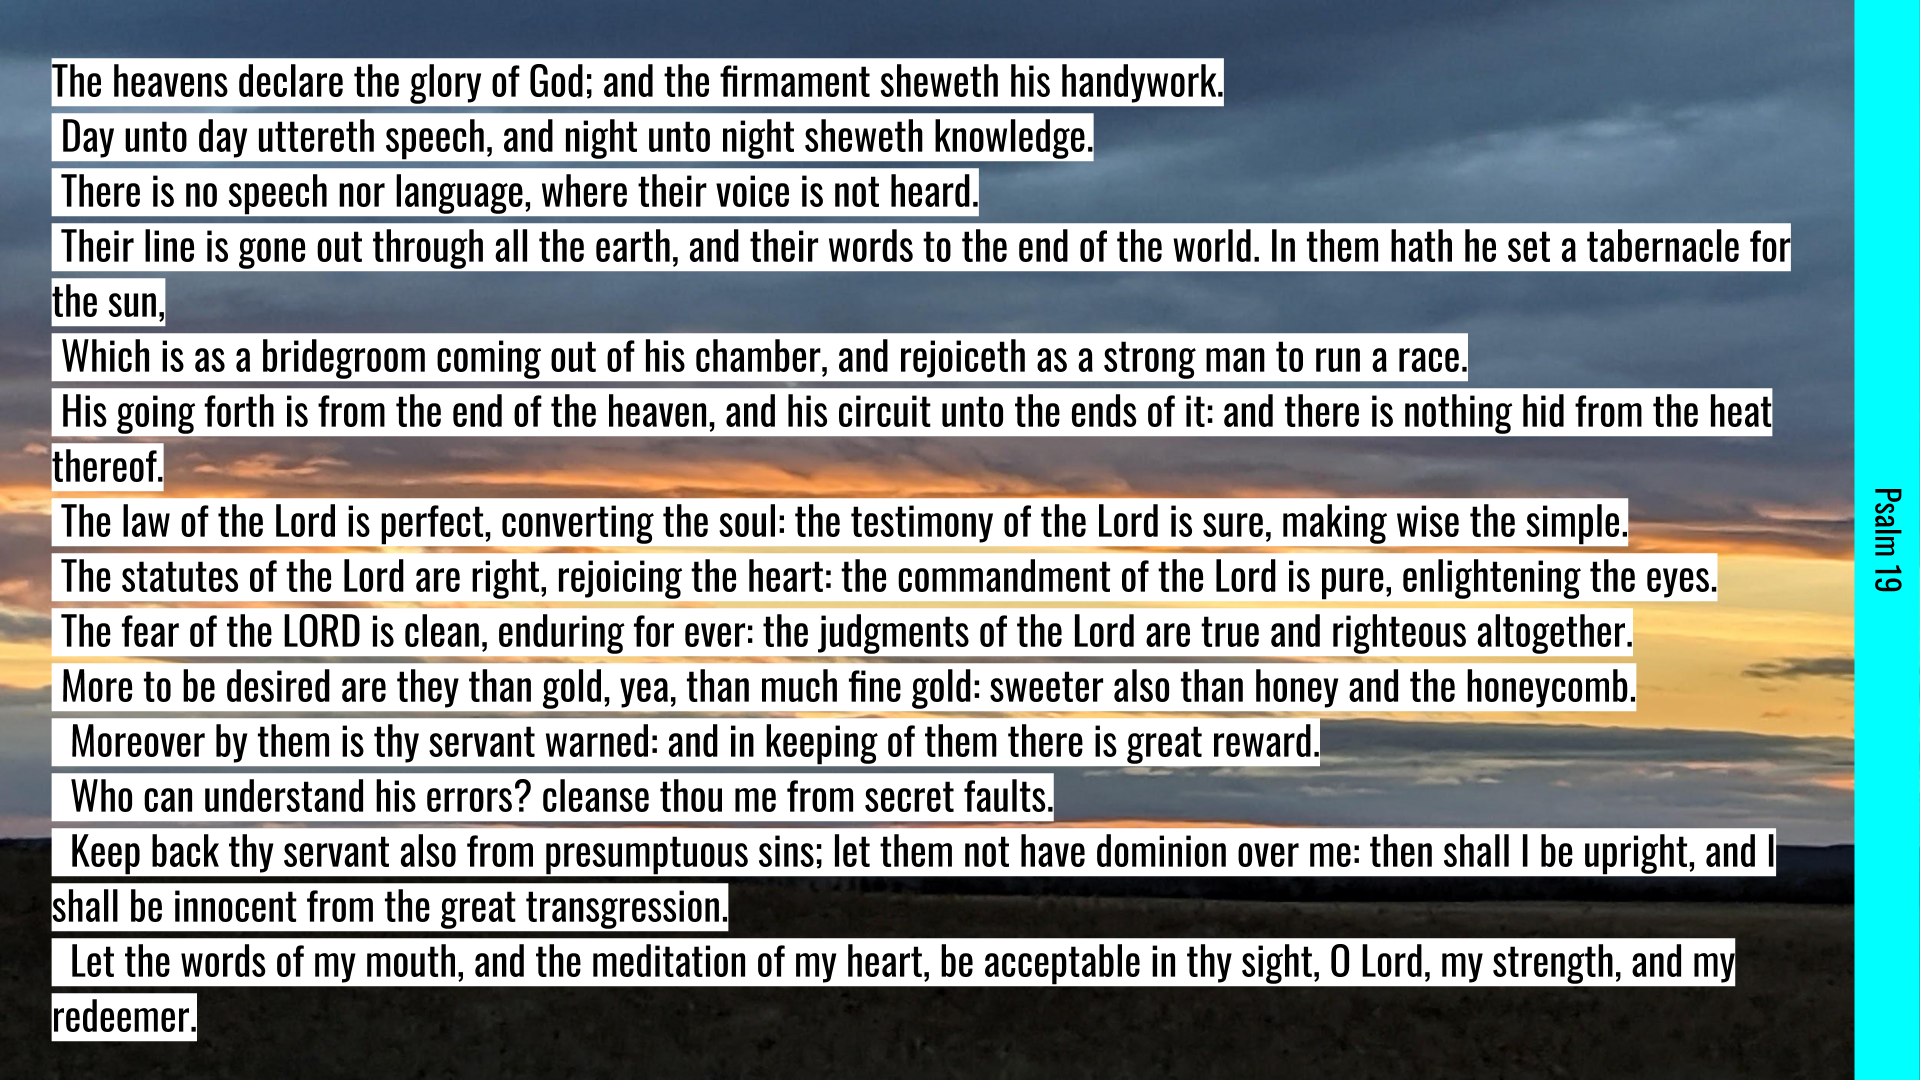 The heavens declare the glory of God; and the firmament sheweth his handywork.
Day unto day uttereth speech, and night unto night sheweth knowledge.
There is no speech nor language, where their voice is not heard.
Their line is gone out through all the earth, and their words to the end of the world. In them hath he set a tabernacle for
the sun,
Which is as a bridegroom coming out of his chamber, and rejoiceth as a strong man to run a race.
His going forth is from the end of the heaven, and his circuit unto the ends of it: and there is nothing hid from the heat
thereof.
The law of the Lord is perfect, converting the soul: the testimony of the Lord is sure, making wise the simple.
The statutes of the Lord are right, rejoicing the heart: the commandment of the Lord is pure, enlightening the eyes.
The fear of the LORD is clean, enduring for ever: the judgments of the Lord are true and righteous altogether.
More to be desired are they than gold, yea, than much fine gold: sweeter also than honey and the honeycomb.
Moreover by them is thy servant warned: and in keeping of them there is great reward.
Who can understand his errors? cleanse thou me from secret faults.
Keep back thy servant also from presumptuous sins; let them not have dominion over me: then shall I be upright, and I
shall be innocent from the great transgression.
Let the words of my mouth, and the meditation of my heart, be acceptable in thy sight, O Lord, my strength, and my
redeemer.
Psalm 19